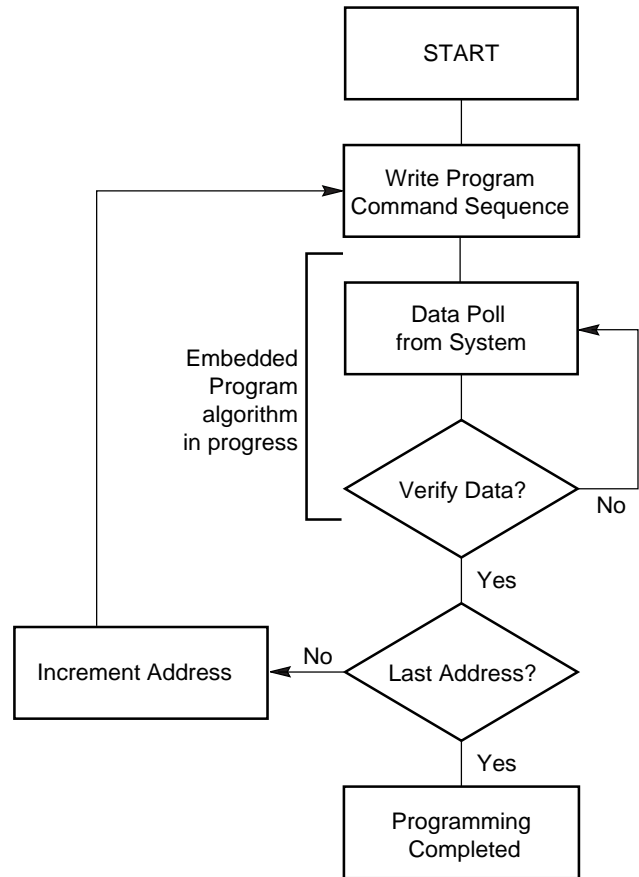 START
Write Program
Command Sequence
Data Poll
from System
Embedded
Program
algorithm
in progress
Verify Data?
No
Yes
Increment Address
No
Last Address?
Yes
Programming
Completed